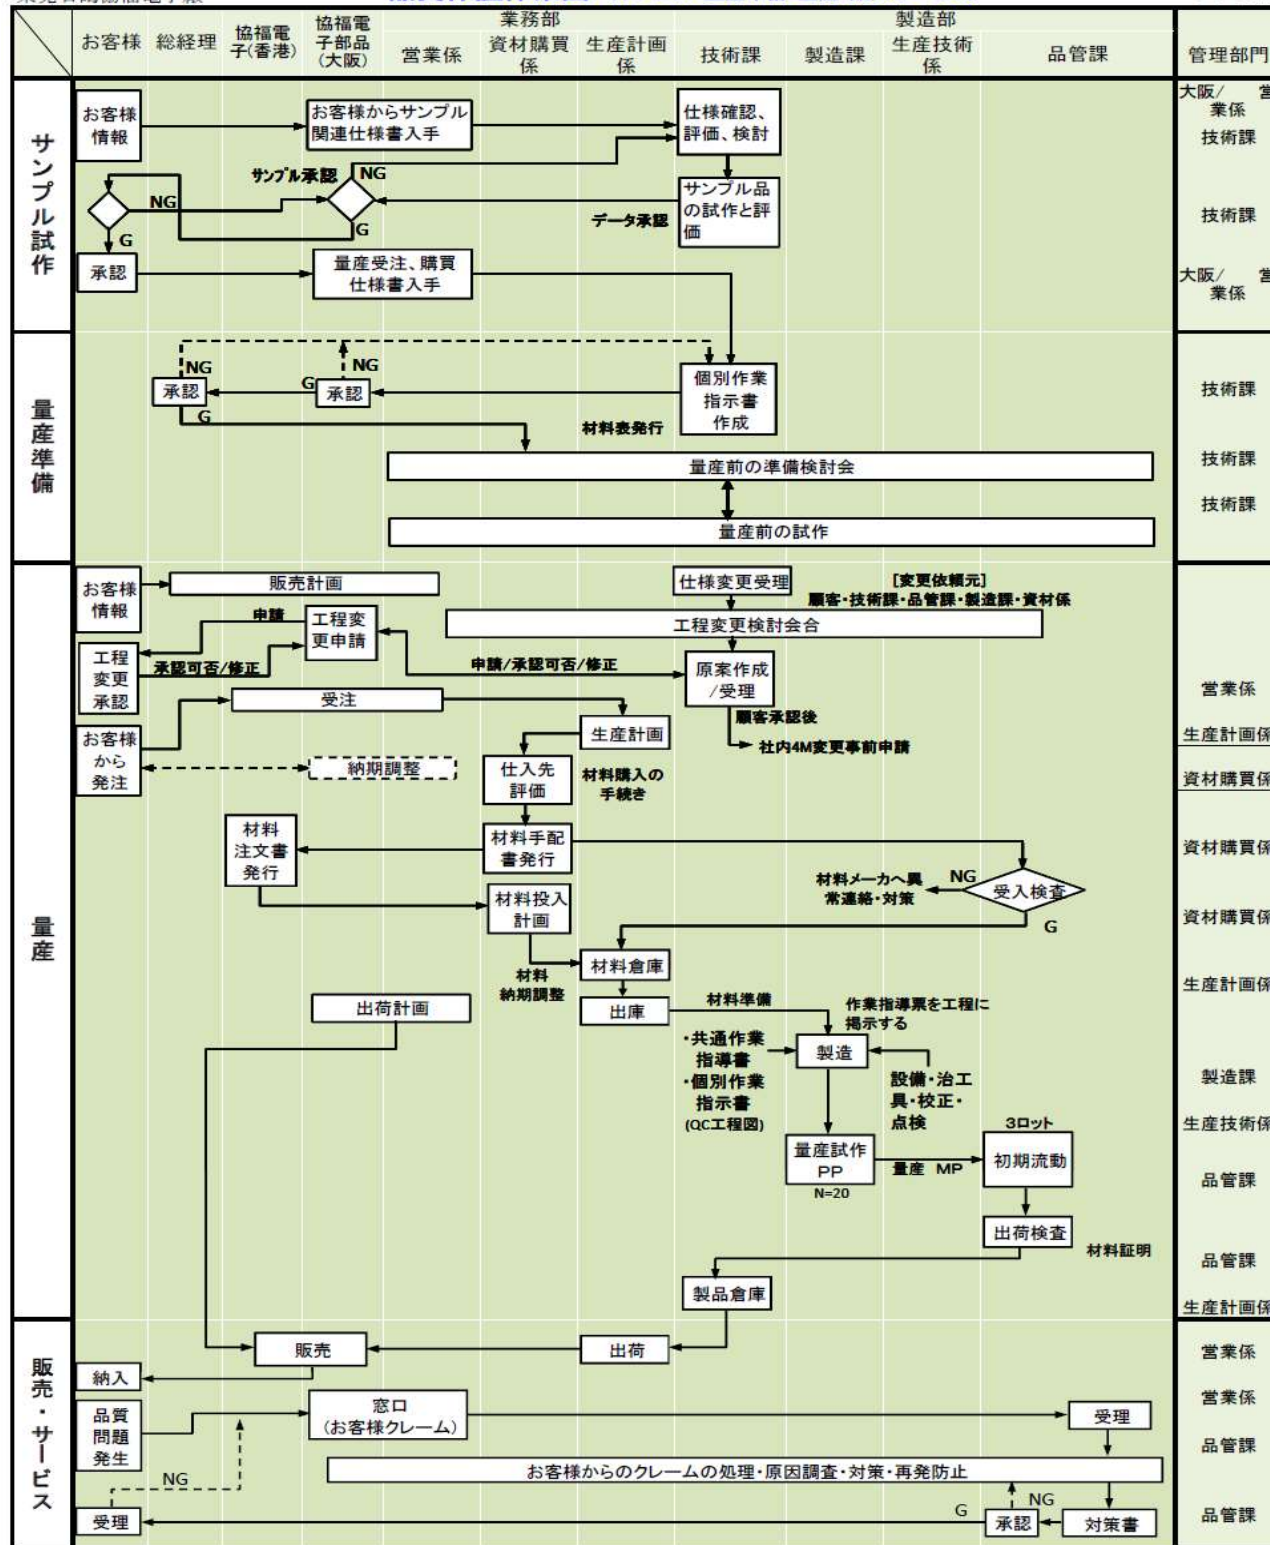 業務部
製造部
お客様
総経理
協福電
子(香港)
協福電
子部品
(大阪)
営業係
資材購買
係
生産計画
係
技術課
製造課
生産技術
係
品管課
管理部門
サンプル試作
お客様
情報
お客様からサンプル
関連仕様書入手
仕様確認、
評価、検討
大阪/ 営
業係
技術課
サンプル承認
NG
NG
サンプル品
の試作と評
価
データ承認
G
G
技術課
承認
量産受注、購買
仕様書入手
大阪/ 営
業係
量産準備
NG
NG
承認
G
承認
個別作業
指示書
作成
技術課
G
材料表発行
量産前の準備検討会
技術課
量産前の試作
技術課
量産
お客様
情報
販売計画
仕様変更受理
[変更依頼元]
顧客・技術課・品管課・製造課・資材係
申請
工程変
更申請
工程変更検討会合
工程
変更
承認
承認可否/修正
申請/承認可否/修正
原案作成
/受理
営業係
受注
顧客承認後
お客様
から
発注
生産計画
社内4M変更事前申請
生産計画係
納期調整
仕入先
評価
材料購入の
手続き
資材購買係
材料
注文書
発行
材料手配
書発行
資材購買係
材料メーカへ異
常連絡・対策
NG
受入検査
材料投入
計画
G
資材購買係
材料倉庫
材料
納期調整
生産計画係
出荷計画
出庫
材料準備
作業指導票を工程に
掲示する
・共通作業
指導書
・個別作業
指示書
(QC工程図)
製造
設備・治工
具・校正・
点検
製造課
生産技術係
3ロット
量産試作
PP
N=20
量産 MP
初期流動
品管課
出荷検査
材料証明
品管課
製品倉庫
生産計画係
販売・サービス
販売
出荷
営業係
納入
営業係
品質
問題
発生
窓口
(お客様クレーム)
受理
品管課
お客様からのクレームの処理・原因調査・対策・再発防止
NG
受理
G
承認
NG
対策書
品管課